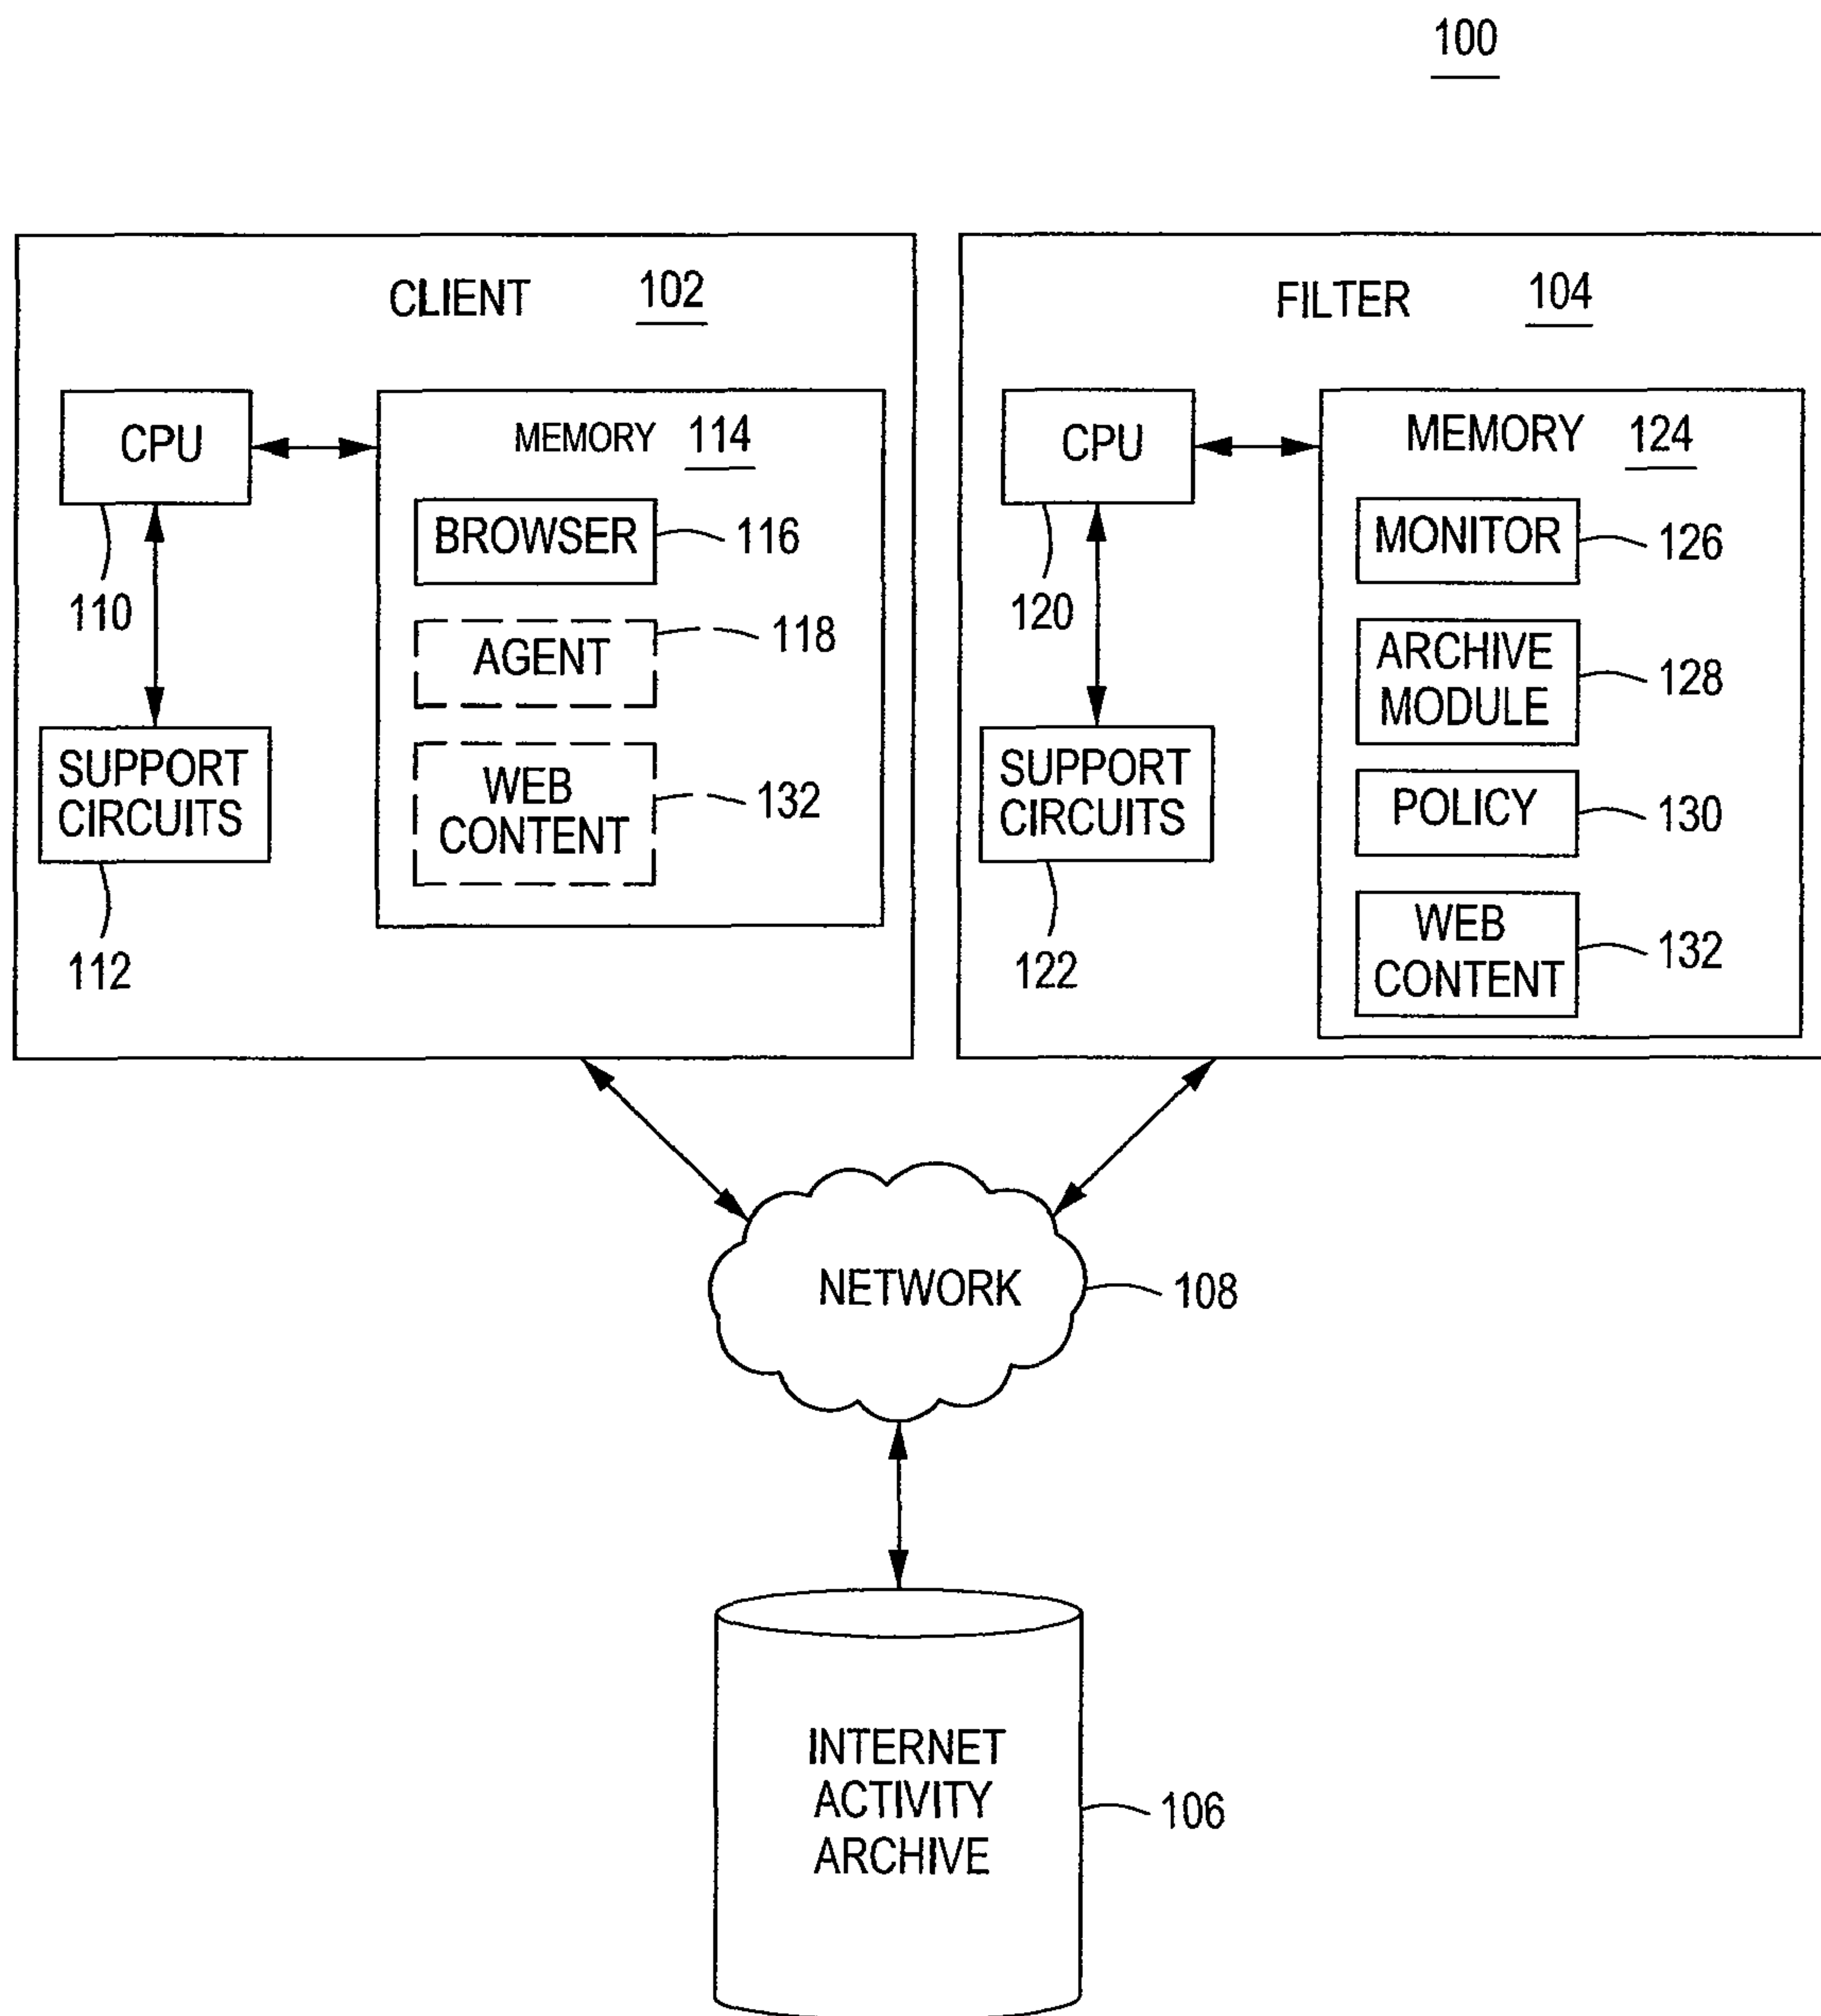 100
CLIENT 102
CPU
110
SUPPORT
CIRCUITS
112
MEMORY 114
BROWSER 116
AGENT 118
WEB
CONTENT 132
FILTER 104
CPU
120
SUPPORT
CIRCUITS
122
MEMORY 124
MONITOR 126
ARCHIVE
MODULE 128
POLICY 130
WEB
CONTENT 132
NETWORK 108
INTERNET
ACTIVITY 106
ARCHIVE